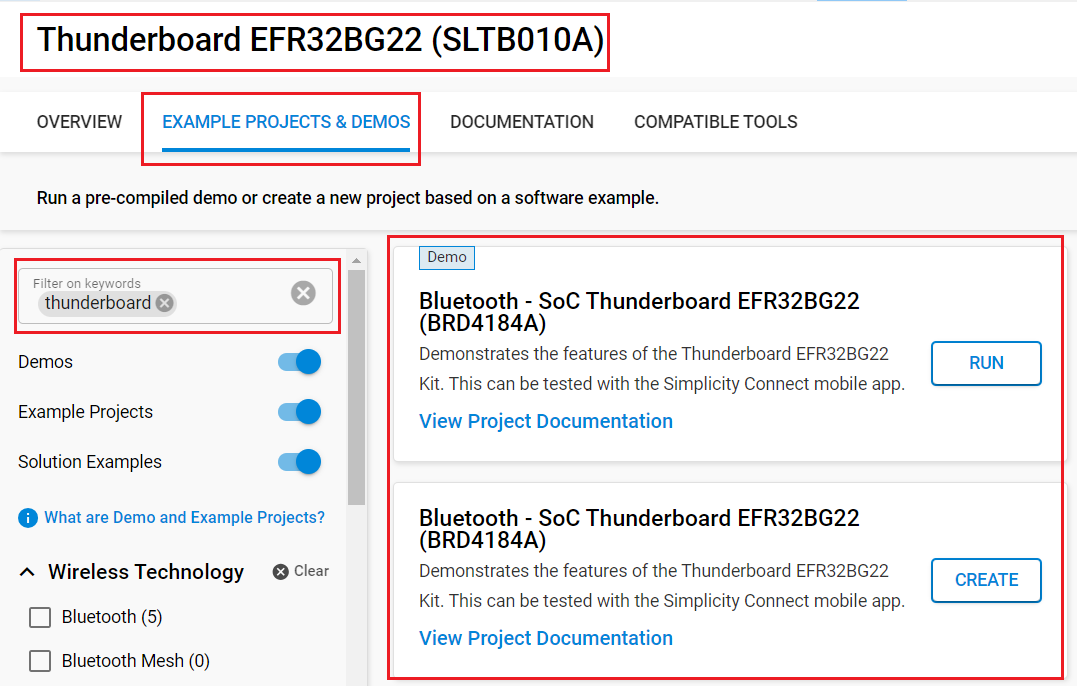 Thunderboard EFR32BG22 (SLTB010A)
OVERVIEW
EXAMPLE PROJECTS & DEMOS
DOCUMENTATION
COMPATIBLE TOOLS
Run a pre-compiled demo or create a new project based on a software example.
Filter on keywords
thunderboard
Demos
Example Projects
Solution Examples
What are Demo and Example Projects?
Wireless Technology
Clear
Bluetooth (5)
Bluetooth Mesh (0)
Demo
Bluetooth - SoC Thunderboard EFR32BG22
(BRD4184A)
Demonstrates the features of the Thunderboard EFR32BG22
Kit. This can be tested with the Simplicity Connect mobile app.
View Project Documentation
RUN
Bluetooth - SoC Thunderboard EFR32BG22
(BRD4184A)
Demonstrates the features of the Thunderboard EFR32BG22
Kit. This can be tested with the Simplicity Connect mobile app.
View Project Documentation
CREATE